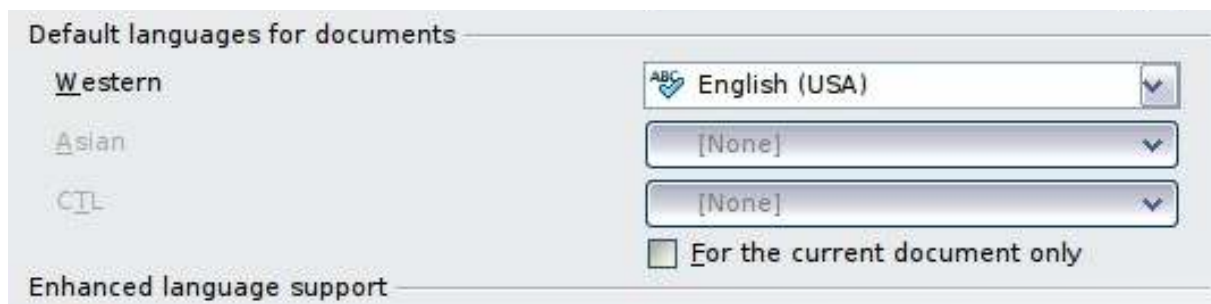 Default languages for documents
Western
ABC English (USA)
Asian
[None]
CTL
[None]
For the current document only
Enhanced language support